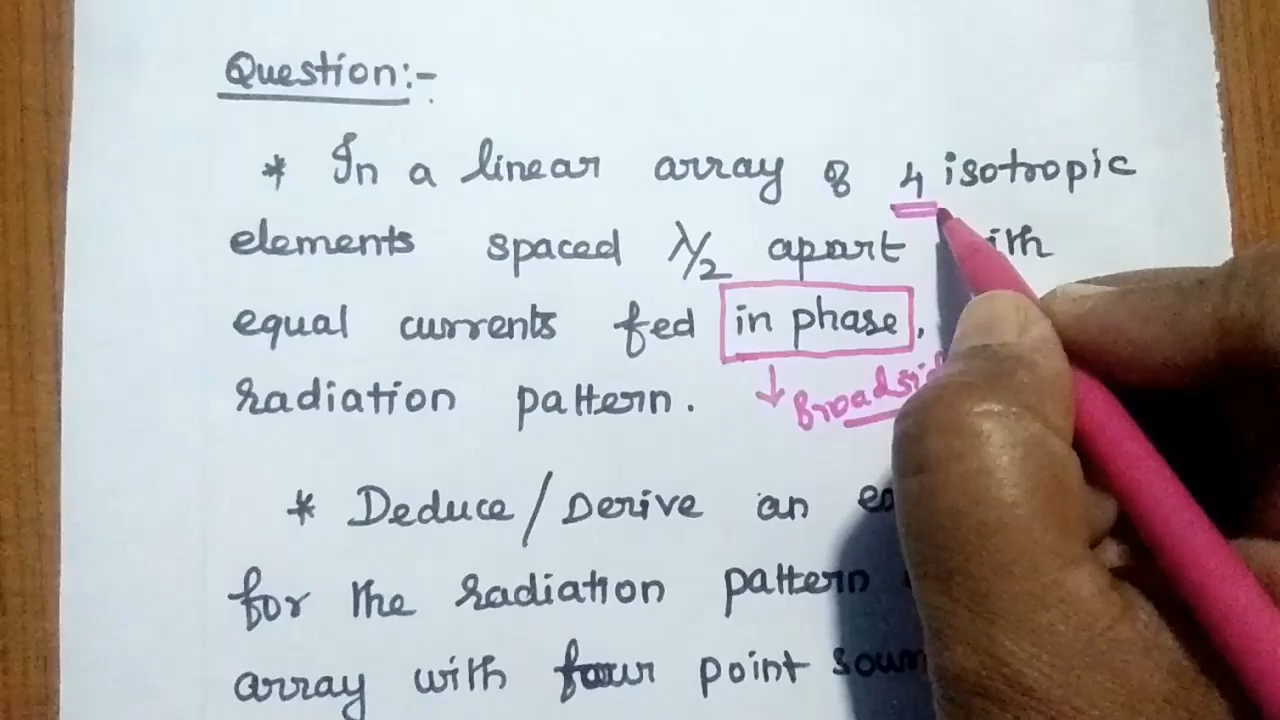 Question:-
* In a linear array of 4 isotropic
elements spaced λ/2 apart
equal currents fed in phase.
radiation pattern. ↓
* Deduce/Derive an
for the radiation pattern
array with four point